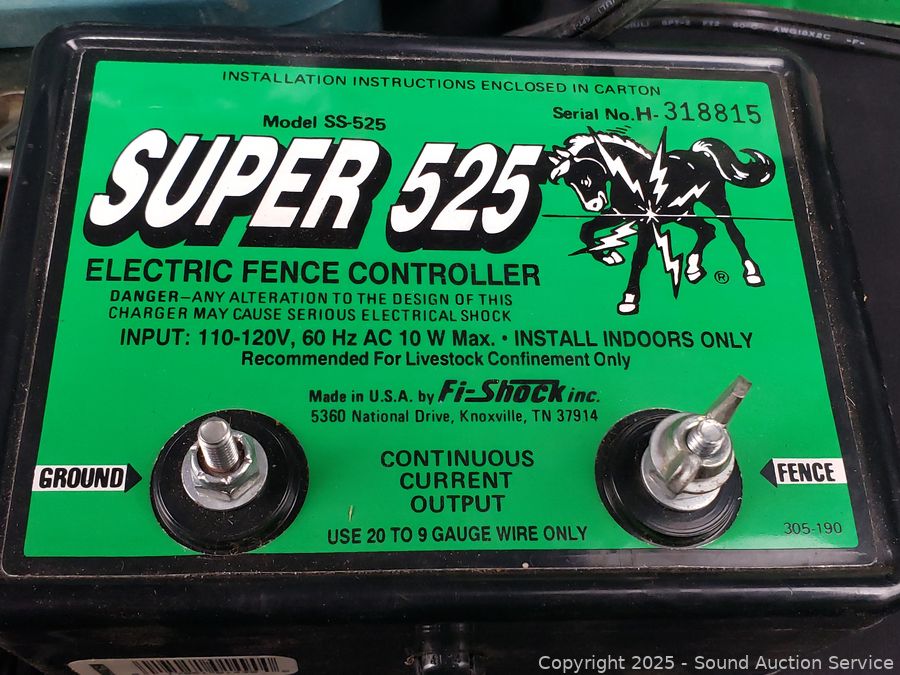 AWG18X2C -P-
INSTALLATION INSTRUCTIONS ENCLOSED IN CARTON
Model SS-525
Serial No. H- 318815
SUPER 525
®
ELECTRIC FENCE CONTROLLER
DANGER—ANY ALTERATION TO THE DESIGN OF THIS
CHARGER MAY CAUSE SERIOUS ELECTRICAL SHOCK
INPUT: 110-120V, 60 Hz AC 10 W Max. • INSTALL INDOORS ONLY
Recommended For Livestock Confinement Only
Made in U.S.A. by Fi-Shock inc.
5360 National Drive, Knoxville, TN 37914
GROUND
CONTINUOUS
CURRENT
OUTPUT
FENCE
USE 20 TO 9 GAUGE WIRE ONLY
305-190
Copyright 2025 - Sound Auction Service